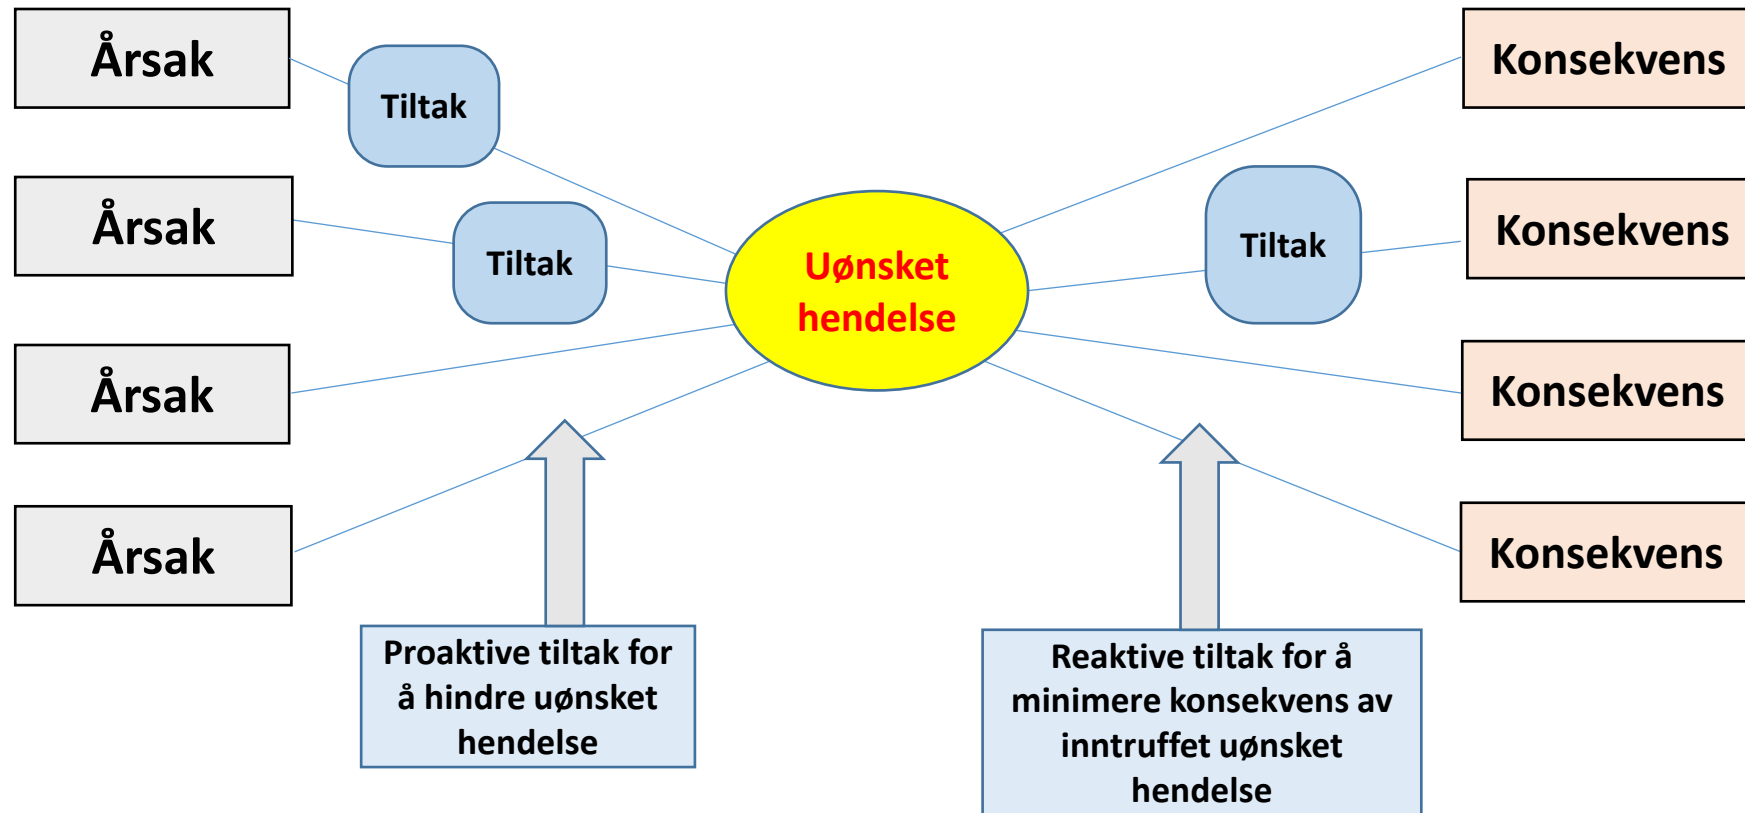 Årsak
Tiltak
Konsekvens
Årsak
Tiltak
Uønsket
hendelse
Tiltak
Konsekvens
Årsak
Konsekvens
Årsak
Konsekvens
Proaktive tiltak for
å hindre uønsket
hendelse
Reaktive tiltak for å
minimere konsekvens av
inntruffet uønsket
hendelse